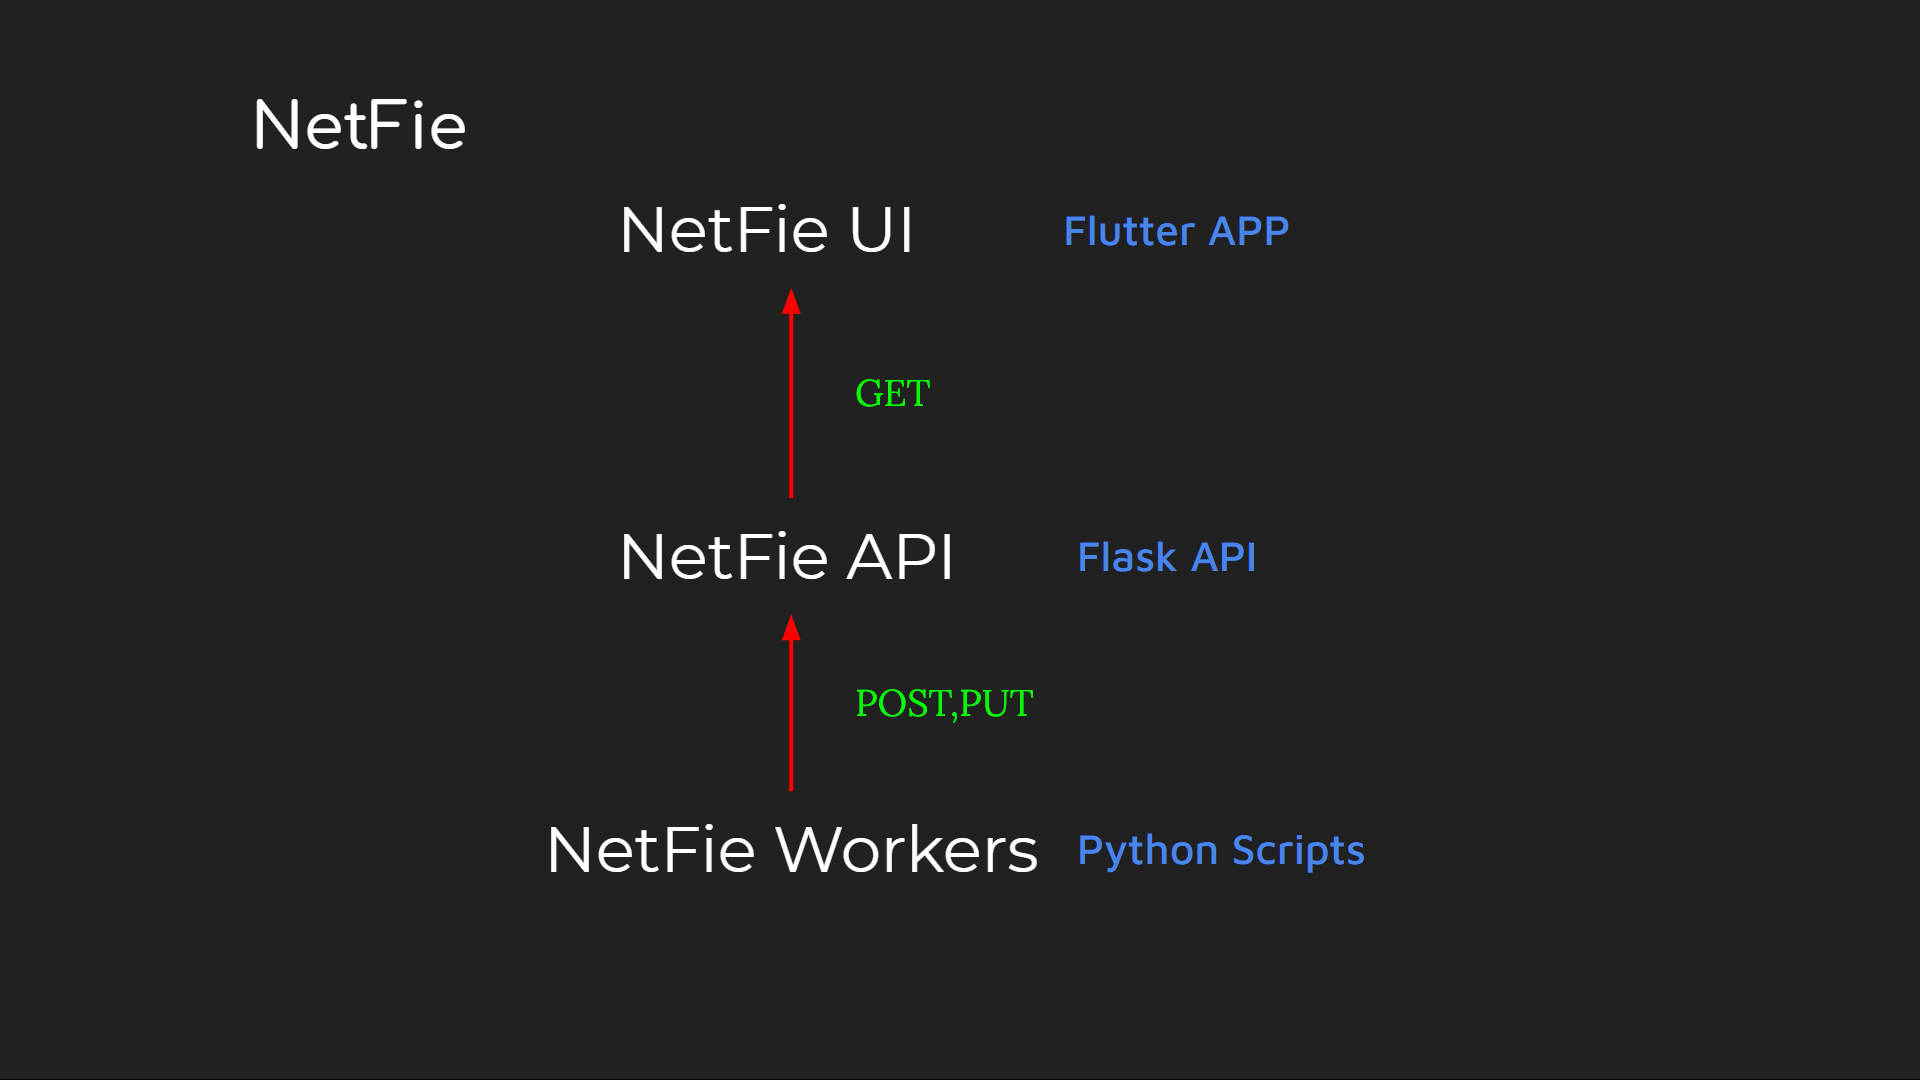 NetFie
NetFie UI
Flutter APP
GET
NetFie API
Flask API
POST,PUT
NetFie Workers
Python Scripts